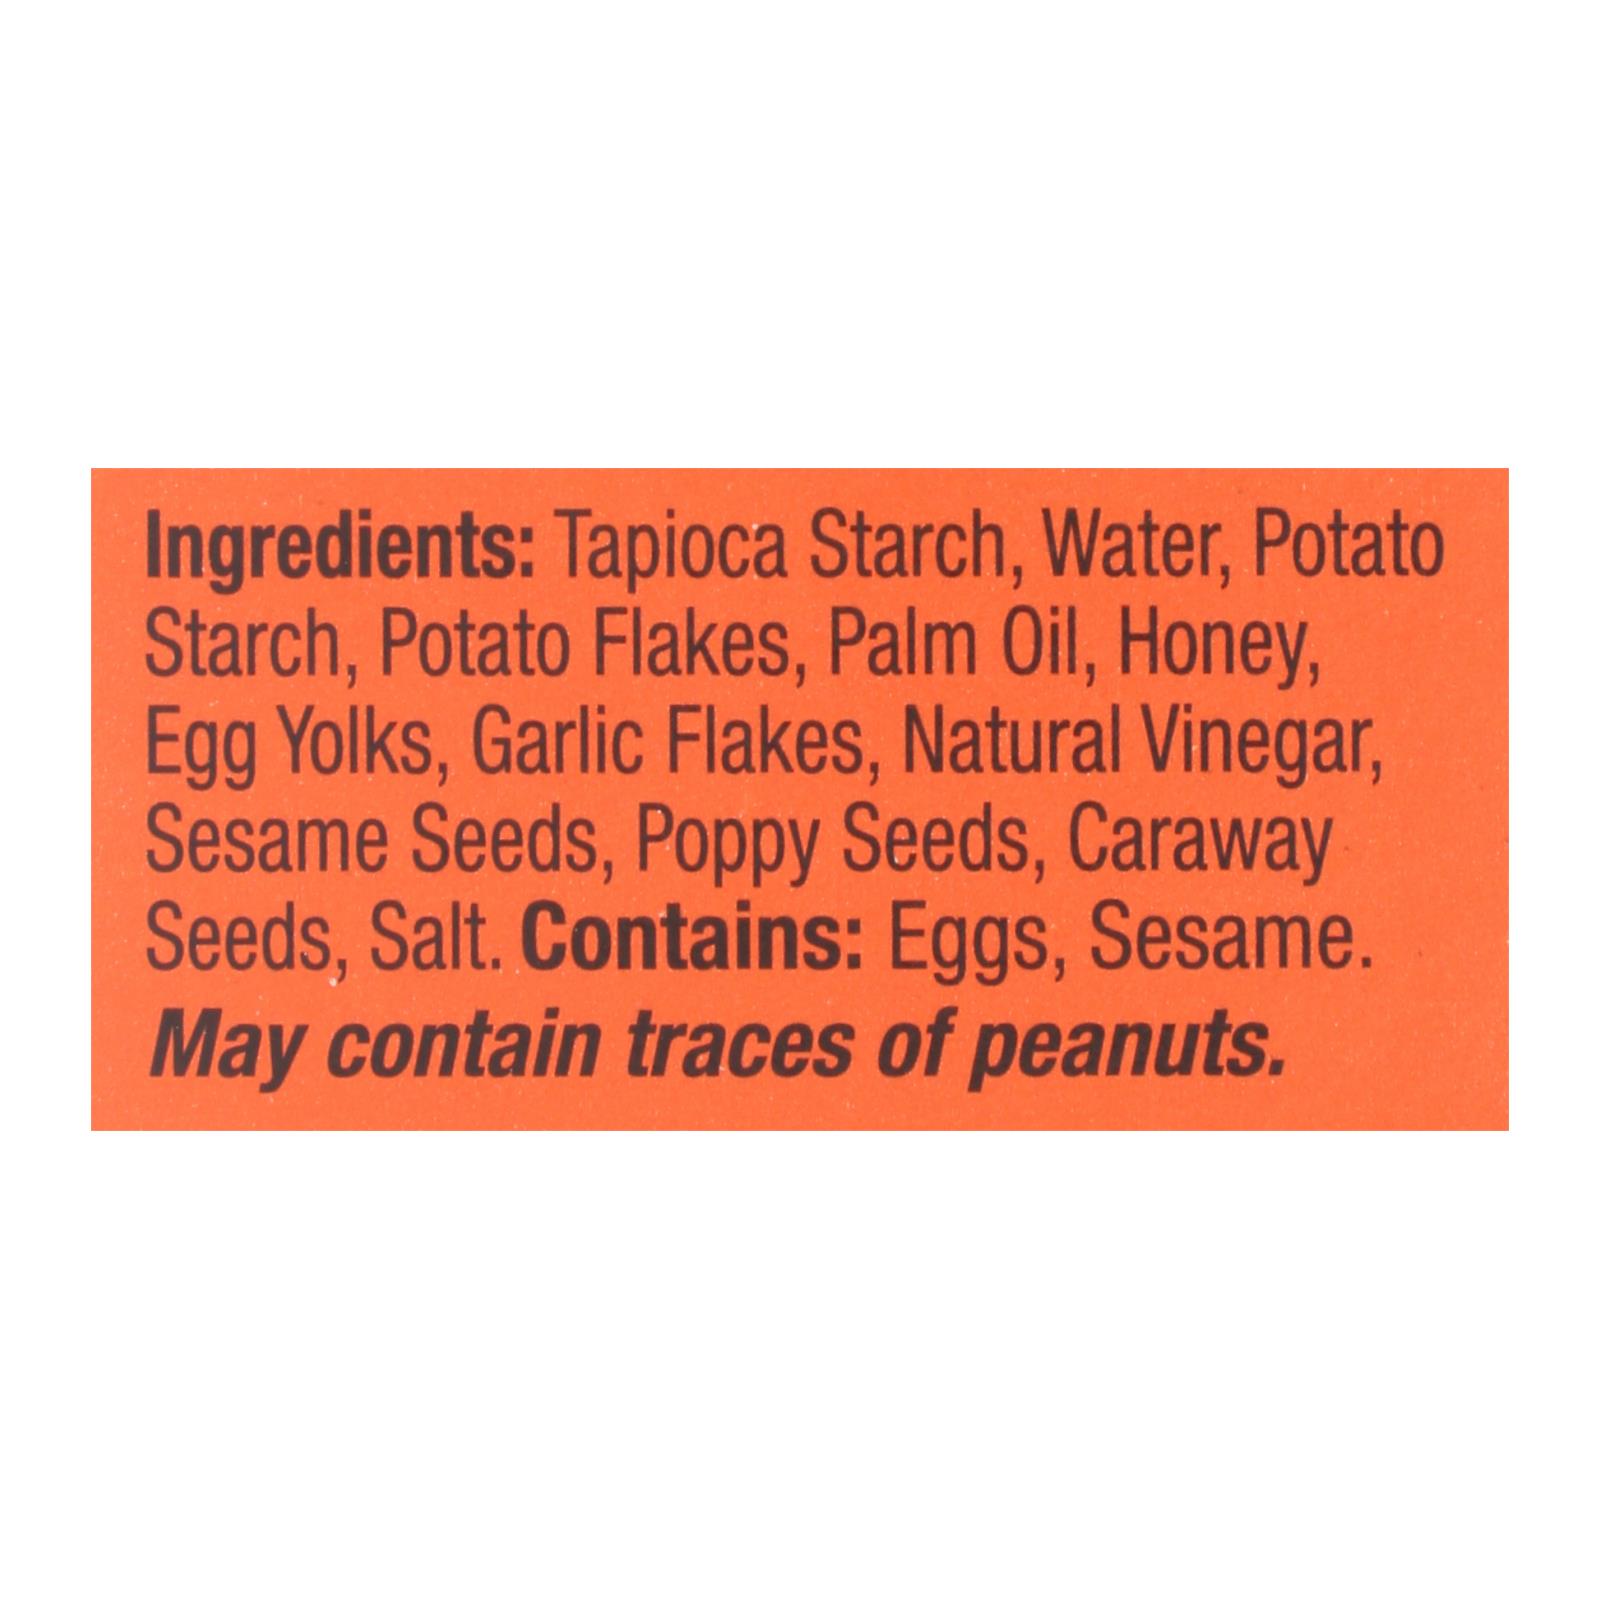 Ingredients: Tapioca Starch, Water, Potato
Starch, Potato Flakes, Palm Oil, Honey,
Egg Yolks, Garlic Flakes, Natural Vinegar,
Sesame Seeds, Poppy Seeds, Caraway
Seeds, Salt. Contains: Eggs, Sesame.
May contain traces of peanuts.